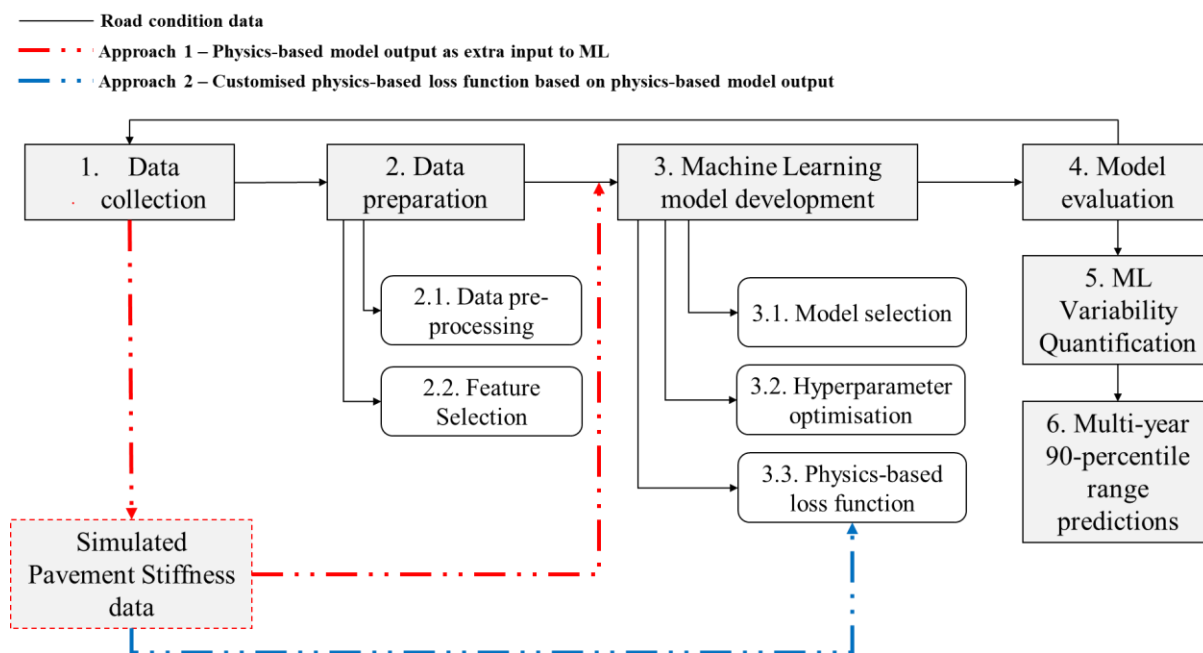 Road condition data
Approach 1 – Physics-based model output as extra input to ML
Approach 2 – Customised physics-based loss function based on physics-based model output
1. Data
collection
2. Data
preparation
3. Machine Learning
model development
4. Model
evaluation
2.1. Data pre-
processing
2.2. Feature
Selection
3.1. Model selection
3.2. Hyperparameter
optimisation
3.3. Physics-based
loss function
5. ML
Variability
Quantification
6. Multi-year
90-percentile
range
predictions
Simulated
Pavement Stiffness
data